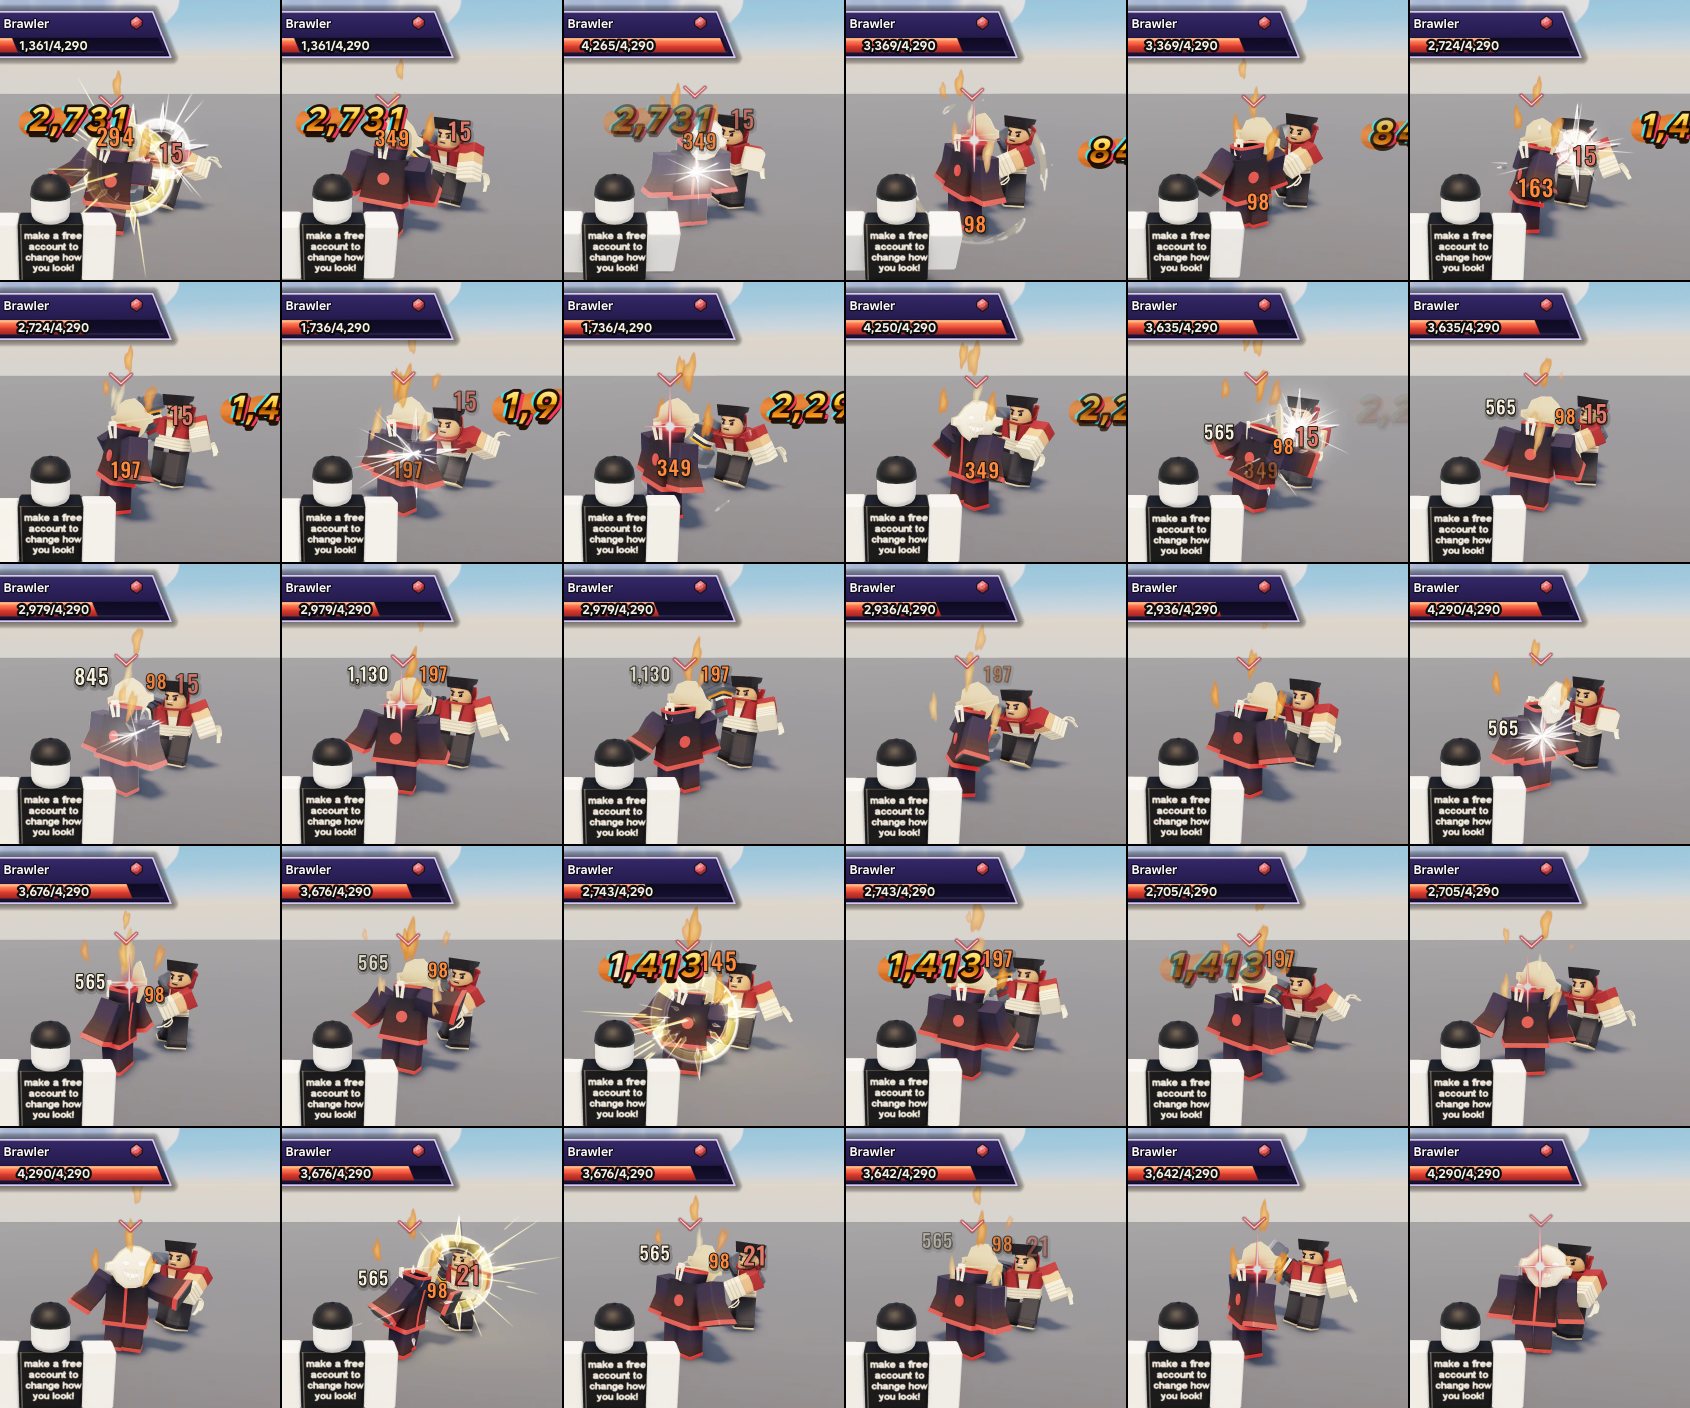 Brawler
1,361/4,290
2,731
294
15
make a free
account to
change how
you look!
Brawler
1,361/4,290
2,731
349
15
make a free
account to
change how
you look!
Brawler
4,265/4,290
2,731
349
15
make a free
account to
change how
you look!
Brawler
3,369/4,290
84
98
make a free
account to
change how
you look!
Brawler
3,369/4,290
84
98
make a free
account to
change how
you look!
Brawler
2,724/4,290
1,4
15
163
make a free
account to
change how
you look!
Brawler
2,724/4,290
1,4
15
197
make a free
account to
change how
you look!
Brawler
1,736/4,290
15
1,9
197
make a free
account to
change how
you look!
Brawler
1,736/4,290
2,29
349
make a free
account to
change how
you look!
Brawler
4,250/4,290
2,2
349
make a free
account to
change how
you look!
Brawler
3,635/4,290
2,2
565
98
15
349
make a free
account to
change how
you look!
Brawler
3,635/4,290
565
98
15
make a free
account to
change how
you look!
Brawler
2,979/4,290
845
98
15
make a free
account to
change how
you look!
Brawler
2,979/4,290
1,130
197
make a free
account to
change how
you look!
Brawler
2,979/4,290
1,130
197
make a free
account to
change how
you look!
Brawler
2,936/4,290
197
make a free
account to
change how
you look!
Brawler
2,936/4,290
make a free
account to
change how
you look!
Brawler
4,290/4,290
565
make a free
account to
change how
you look!
Brawler
3,676/4,290
565
98
make a free
account to
change how
you look!
Brawler
3,676/4,290
565
98
make a free
account to
change how
you look!
Brawler
2,743/4,290
1,413
145
make a free
account to
change how
you look!
Brawler
2,743/4,290
1,413
197
make a free
account to
change how
you look!
Brawler
2,705/4,290
1,413
197
make a free
account to
change how
you look!
Brawler
2,705/4,290
make a free
account to
change how
you look!
Brawler
4,290/4,290
make a free
account to
change how
you look!
Brawler
3,676/4,290
565
21
98
make a free
account to
change how
you look!
Brawler
3,676/4,290
565
98
21
make a free
account to
change how
you look!
Brawler
3,642/4,290
565
98
21
make a free
account to
change how
you look!
Brawler
3,642/4,290
make a free
account to
change how
you look!
Brawler
4,290/4,290
make a free
account to
change how
you look!